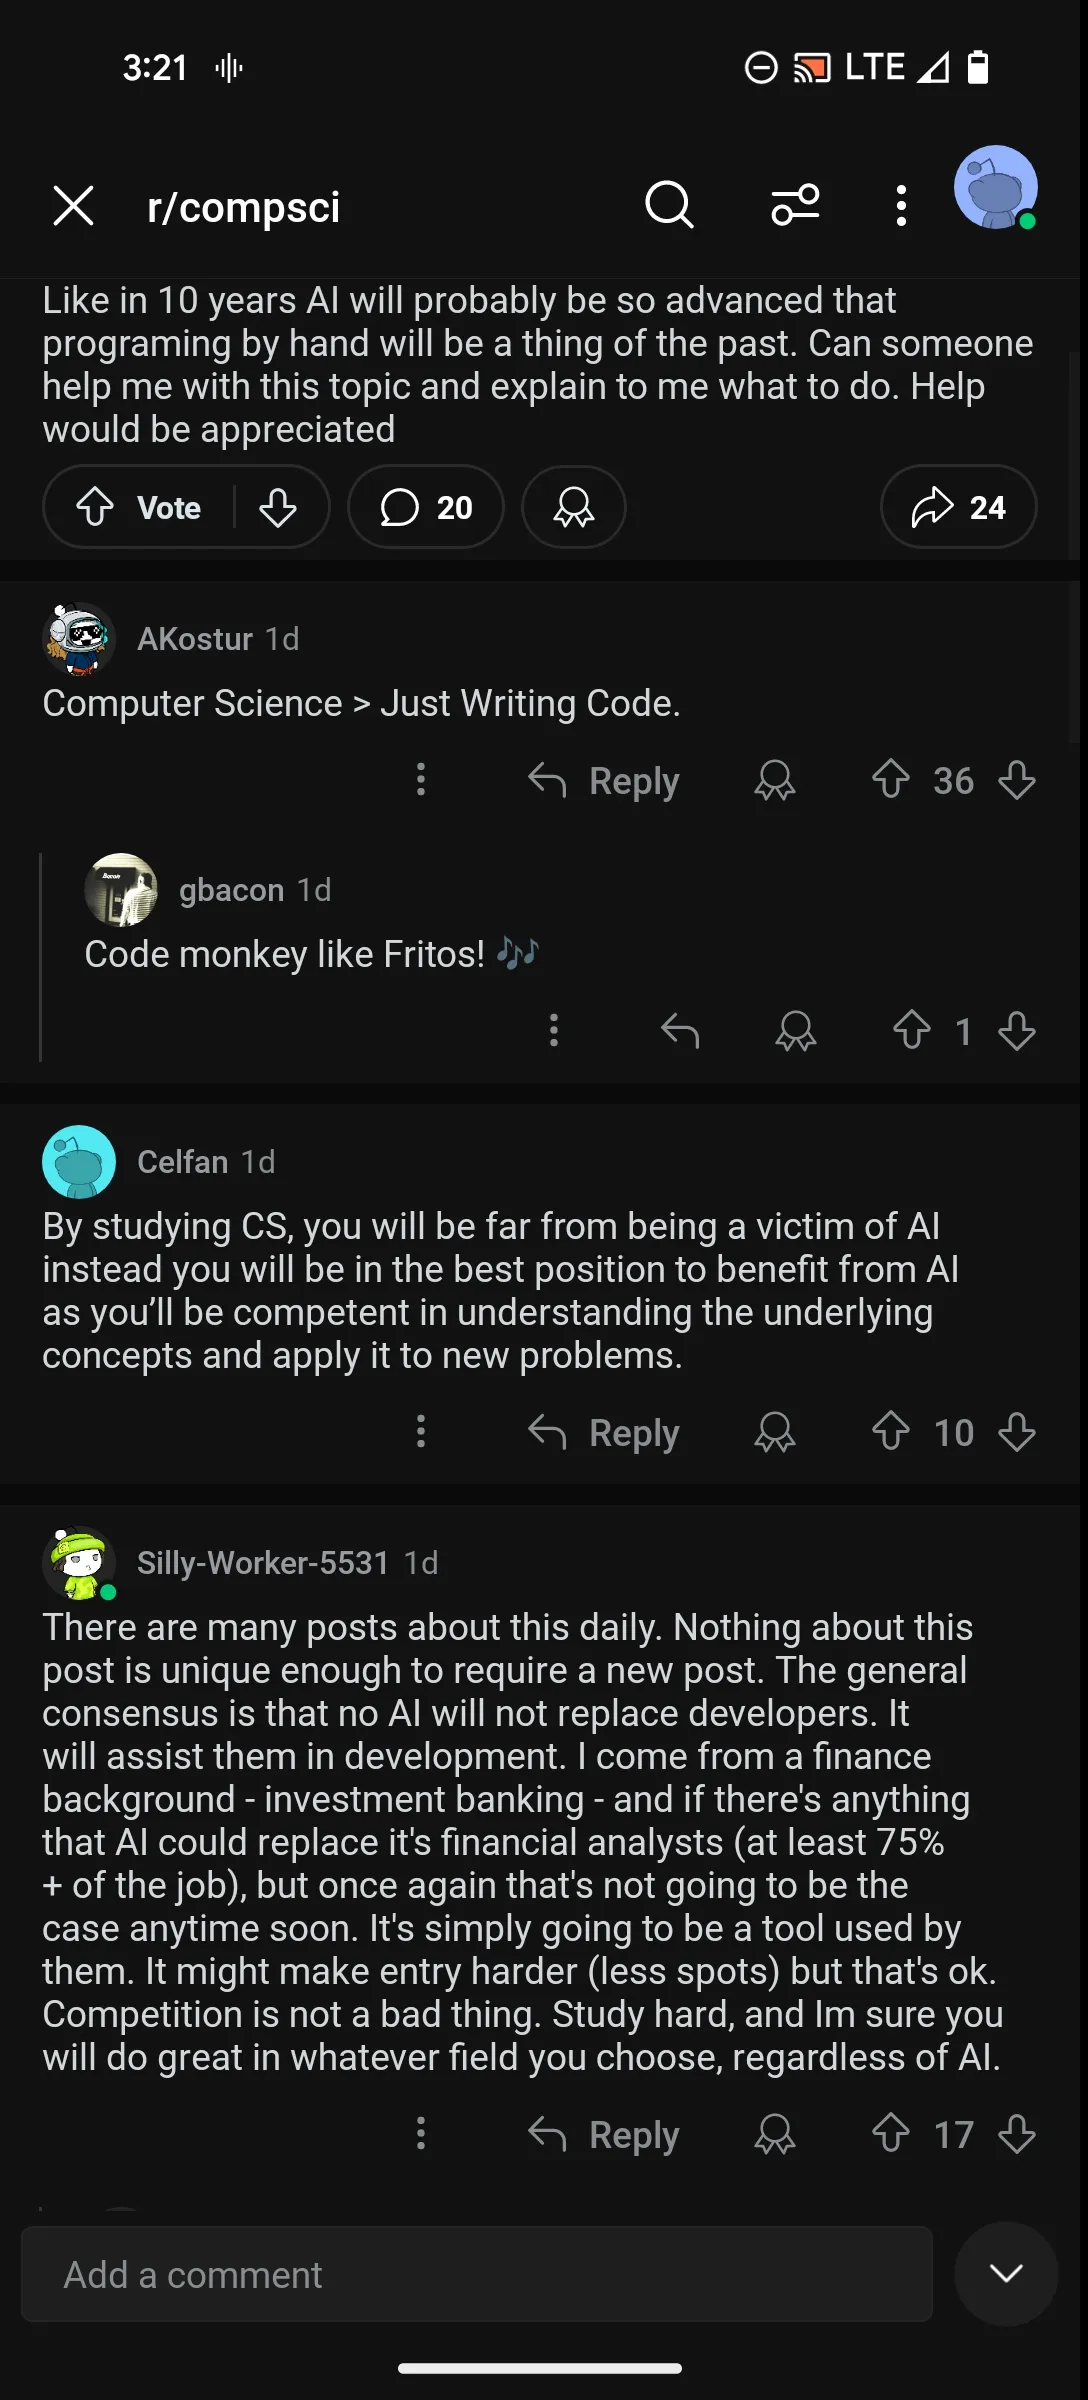 3:21
LTE
r/compsci
Like in 10 years AI will probably be so advanced that
programing by hand will be a thing of the past. Can someone
help me with this topic and explain to me what to do. Help
would be appreciated
Vote
20
24
AKostur 1d
Computer Science > Just Writing Code.
Reply
36
gbacon 1d
Code monkey like Fritos! 🎶
1
Celfan 1d
By studying CS, you will be far from being a victim of AI
instead you will be in the best position to benefit from AI
as you’ll be competent in understanding the underlying
concepts and apply it to new problems.
Reply
10
Silly-Worker-5531 1d
There are many posts about this daily. Nothing about this
post is unique enough to require a new post. The general
consensus is that no AI will not replace developers. It
will assist them in development. I come from a finance
background - investment banking - and if there's anything
that AI could replace it's financial analysts (at least 75%
+ of the job), but once again that's not going to be the
case anytime soon. It's simply going to be a tool used by
them. It might make entry harder (less spots) but that's ok.
Competition is not a bad thing. Study hard, and Im sure you
will do great in whatever field you choose, regardless of AI.
Reply
17
Add a comment